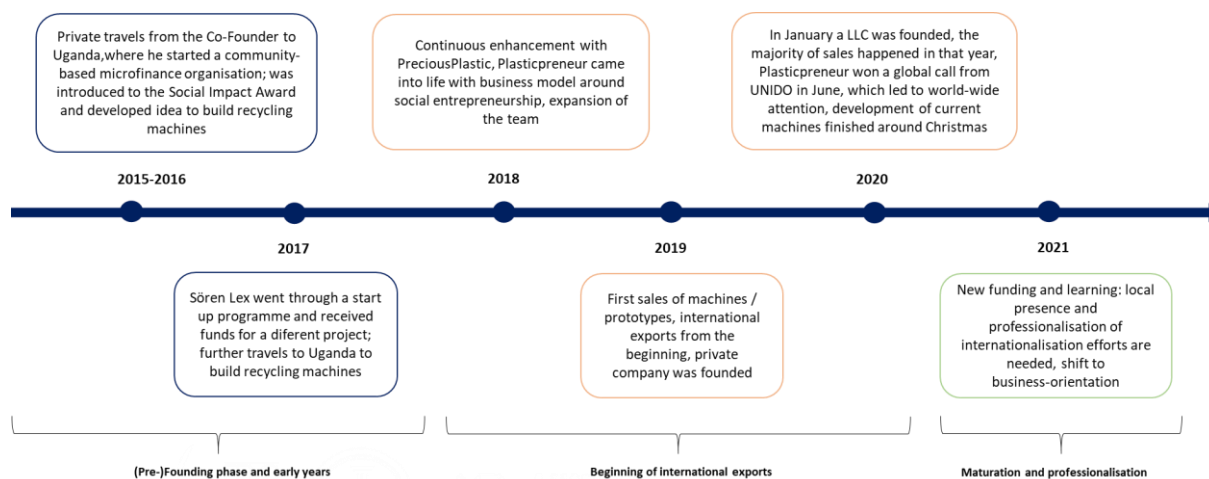 Private travels from the Co-Founder to
Uganda,where he started a community-
based microfinance organisation; was
introduced to the Social Impact Award
and developed idea to build recycling
machines
Continuous enhancement with
PreciousPlastic, Plasticpreneur came
into life with business model around
social entrepreneurship, expansion of
the team
In January a LLC was founded, the
majority of sales happened in that year,
Plasticpreneur won a global call from
UNIDO in June, which led to world-wide
attention, development of current
machines finished around Christmas
2015-2016
2018
2020
2017
2019
2021
Sören Lex went through a start
up programme and received
funds for a diferent project;
further travels to Uganda to
build recycling machines
First sales of machines /
prototypes, international
exports from the
beginning, private
company was founded
New funding and learning: local
presence and
professionalisation of
internationalisation efforts are
needed, shift to
business-orientation
(Pre-)Founding phase and early years
Beginning of international exports
Maturation and professionalisation